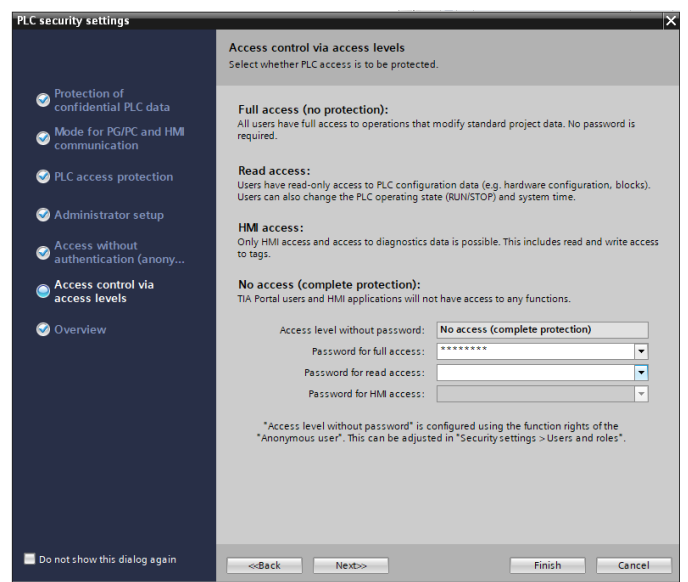 PLC security settings
Access control via access levels
Select whether PLC access is to be protected.
Protection of
confidential PLC data
Mode for PG/PC and HMI
communication
PLC access protection
Administrator setup
Access without
authentication (anony...
Access control via
access levels
Overview
Full access (no protection):
All users have full access to operations that modify standard project data. No password is
required.
Read access:
Users have read-only access to PLC configuration data (e.g. hardware configuration, blocks).
Users can also change the PLC operating state (RUN/STOP) and system time.
HMI access:
Only HMI access and access to diagnostics data is possible. This includes read and write access
to tags.
No access (complete protection):
TIA Portal users and HMI applications will not have access to any functions.
Access level without password: No access (complete protection)
Password for full access: ********
Password for read access:
Password for HMI access:
"Access level without password" is configured using the function rights of the
"Anonymous user". This can be adjusted in "Security settings > Users and roles".
Do not show this dialog again
<<Back Next>> Finish Cancel